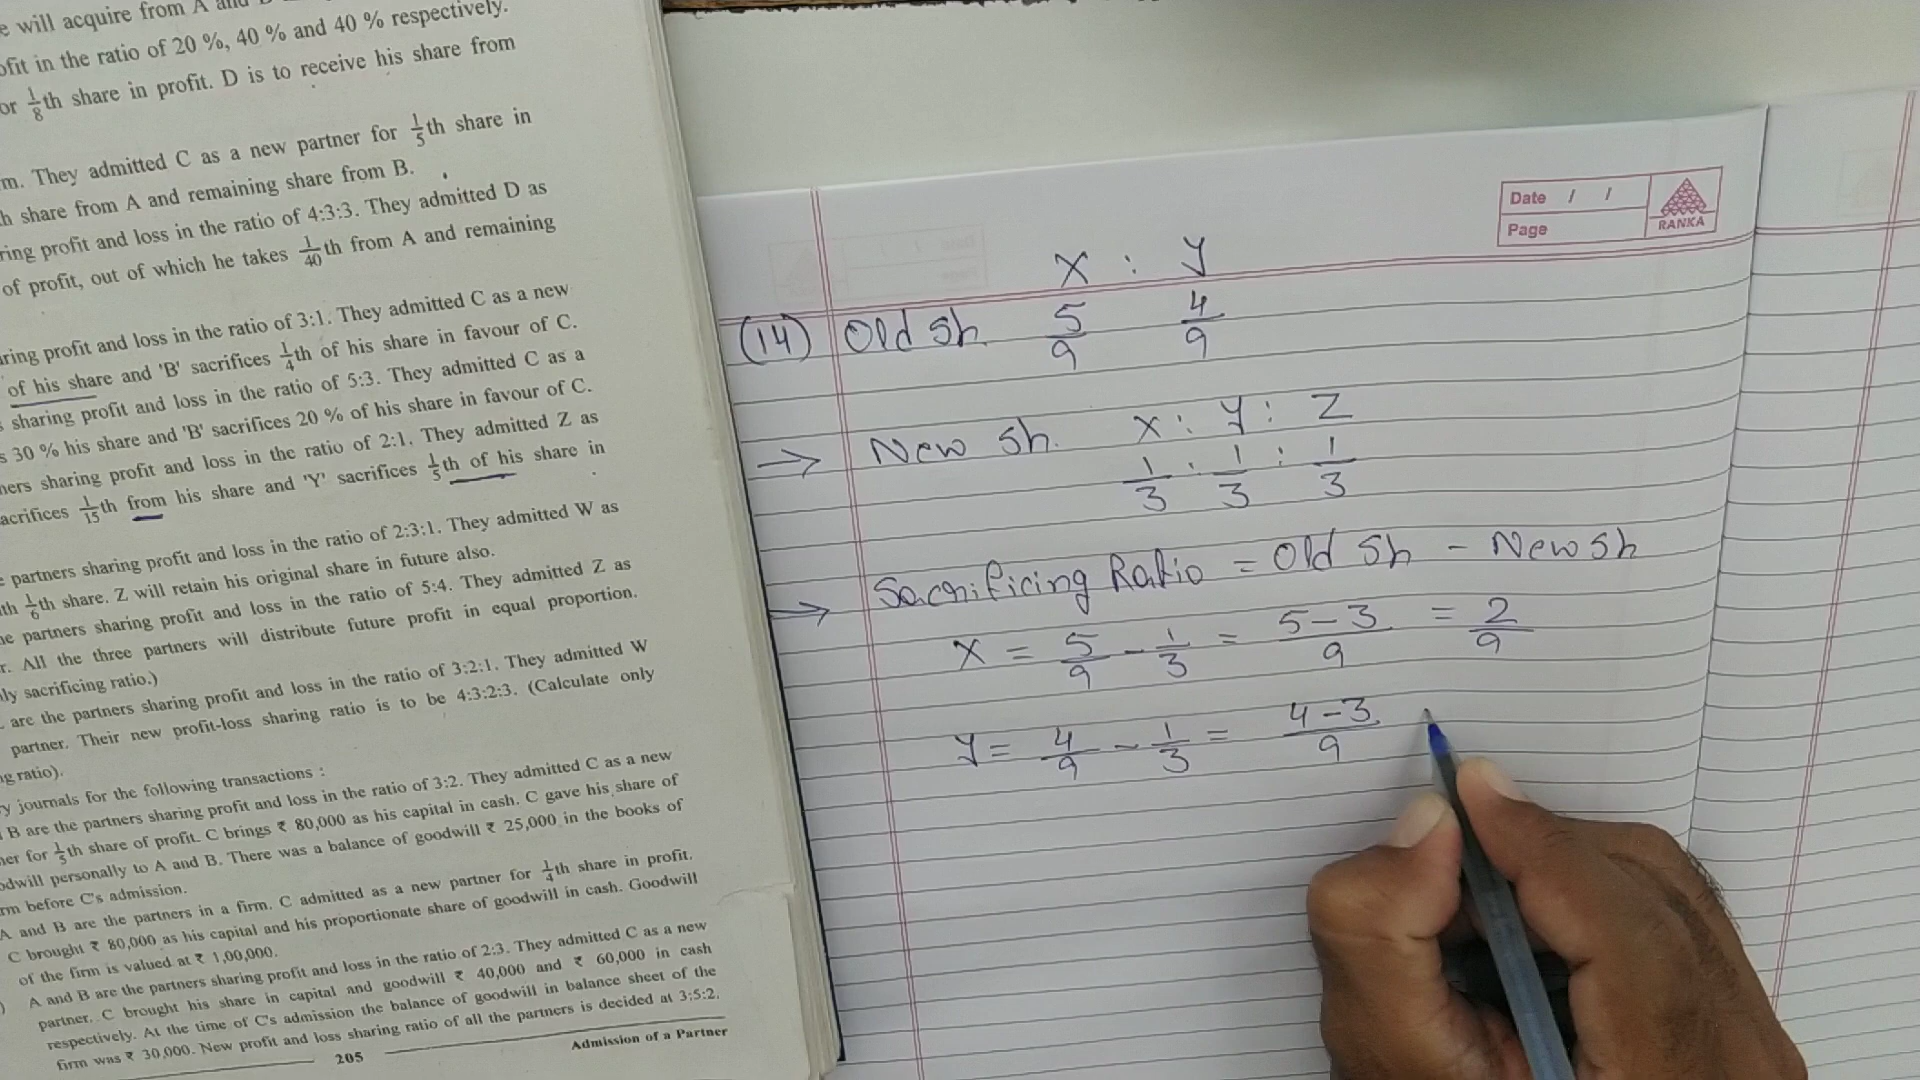 will acquire from A
ofit in the ratio of 20 %, 40 % and 40 % respectively.
or 1/8 th share in profit. D is to receive his share from
m. They admitted C as a new partner for 1/5 th share in
h share from A and remaining share from B.
ring profit and loss in the ratio of 4:3:3. They admitted D as
of profit, out of which he takes 1/40 th from A and remaining
ring profit and loss in the ratio of 3:1. They admitted C as a new
of his share and 'B' sacrifices 1/4 th of his share in favour of C.
sharing profit and loss in the ratio of 5:3. They admitted C as a
s 30 % his share and 'B' sacrifices 20 % of his share in favour of C.
ners sharing profit and loss in the ratio of 2:1. They admitted Z as
acrifices 1/15 th from his share and 'Y' sacrifices 1/5 th of his share in
partners sharing profit and loss in the ratio of 2:3:1. They admitted W as
th 1/6 th share. Z will retain his original share in future also.
e partners sharing profit and loss in the ratio of 5:4. They admitted Z as
r. All the three partners will distribute future profit in equal proportion.
ly sacrificing ratio.)
are the partners sharing profit and loss in the ratio of 3:2:1. They admitted W
partner. Their new profit-loss sharing ratio is to be 4:3:2:3. (Calculate only
g ratio).
y journals for the following transactions :
B are the partners sharing profit and loss in the ratio of 3:2. They admitted C as a new
ner for 1/5 th share of profit. C brings ₹ 80,000 as his capital in cash. C gave his share of
odwill personally to A and B. There was a balance of goodwill ₹ 25,000 in the books of
rm before C's admission.
A and B are the partners in a firm. C admitted as a new partner for 1/4 th share in profit.
C brought ₹ 80,000 as his capital and his proportionate share of goodwill in cash. Goodwill
of the firm is valued at ₹ 1,00,000.
) A and B are the partners sharing profit and loss in the ratio of 2:3. They admitted C as a new
partner. C brought his share in capital and goodwill ₹ 40,000 and ₹ 60,000 in cash
respectively. At the time of C's admission the balance of goodwill in balance sheet of the
firm was ₹ 30,000. New profit and loss sharing ratio of all the partners is decided at 3:5:2.
205 Admission of a Partner
Date / /
Page
RANKA
X : Y
(14) Old Sh 5/9 4/9
→ New Sh. X : Y : Z
1/3 : 1/3 : 1/3
→ Sacrificing Ratio = Old Sh - New Sh
X = 5/9 - 1/3 = 5-3/9 = 2/9
Y = 4/9 - 1/3 = 4-3/9